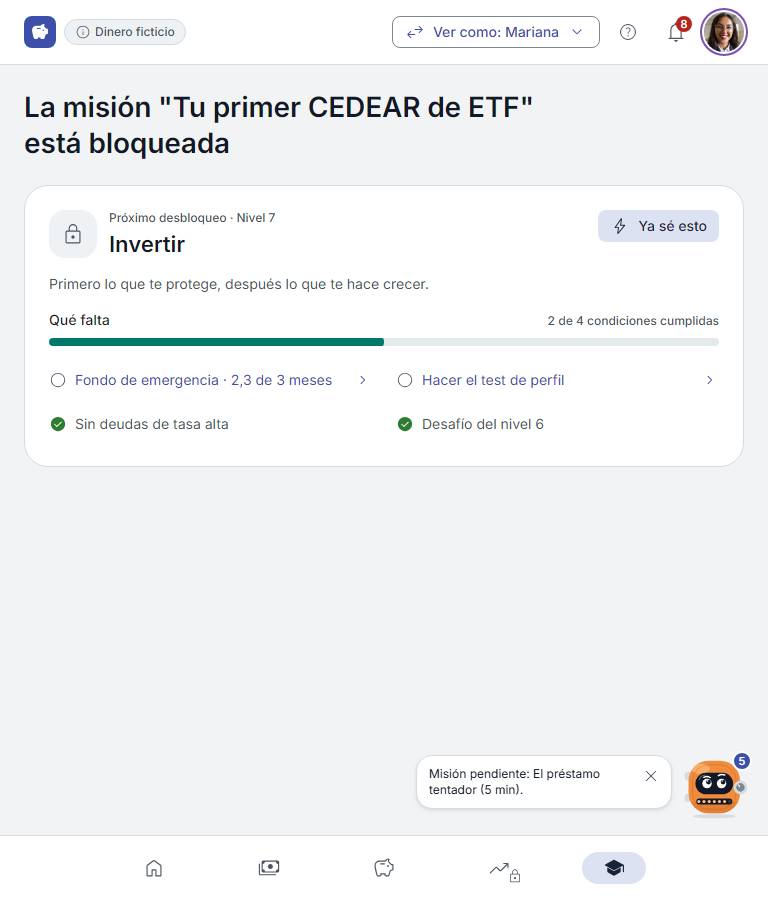 Dinero ficticio
Ver como: Mariana
8
La misión "Tu primer CEDEAR de ETF"
está bloqueada
Próximo desbloqueo · Nivel 7
Invertir
Ya sé esto
Primero lo que te protege, después lo que te hace crecer.
Qué falta
2 de 4 condiciones cumplidas
Fondo de emergencia · 2,3 de 3 meses
Hacer el test de perfil
Sin deudas de tasa alta
Desafío del nivel 6
Misión pendiente: El préstamo
tentador (5 min).
5